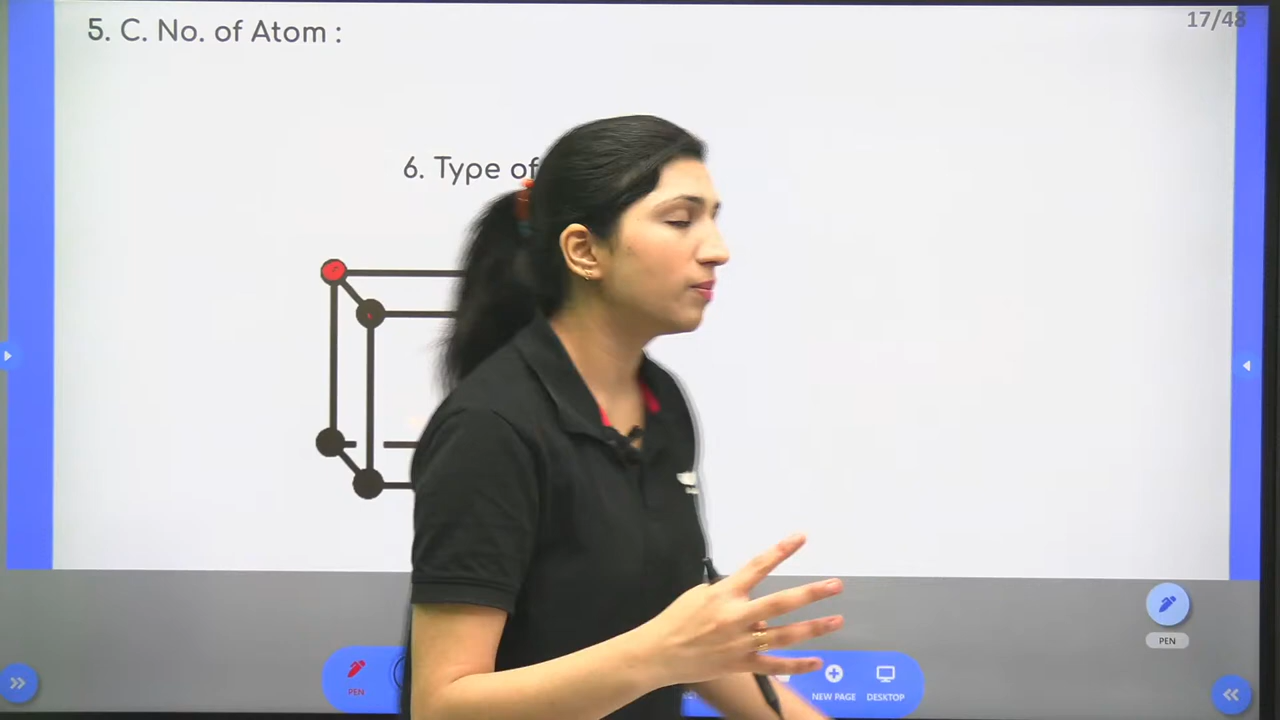 17/48
5. C. No. of Atom :
6. Type of
PEN
NEW PAGE
DESKTOP
PEN